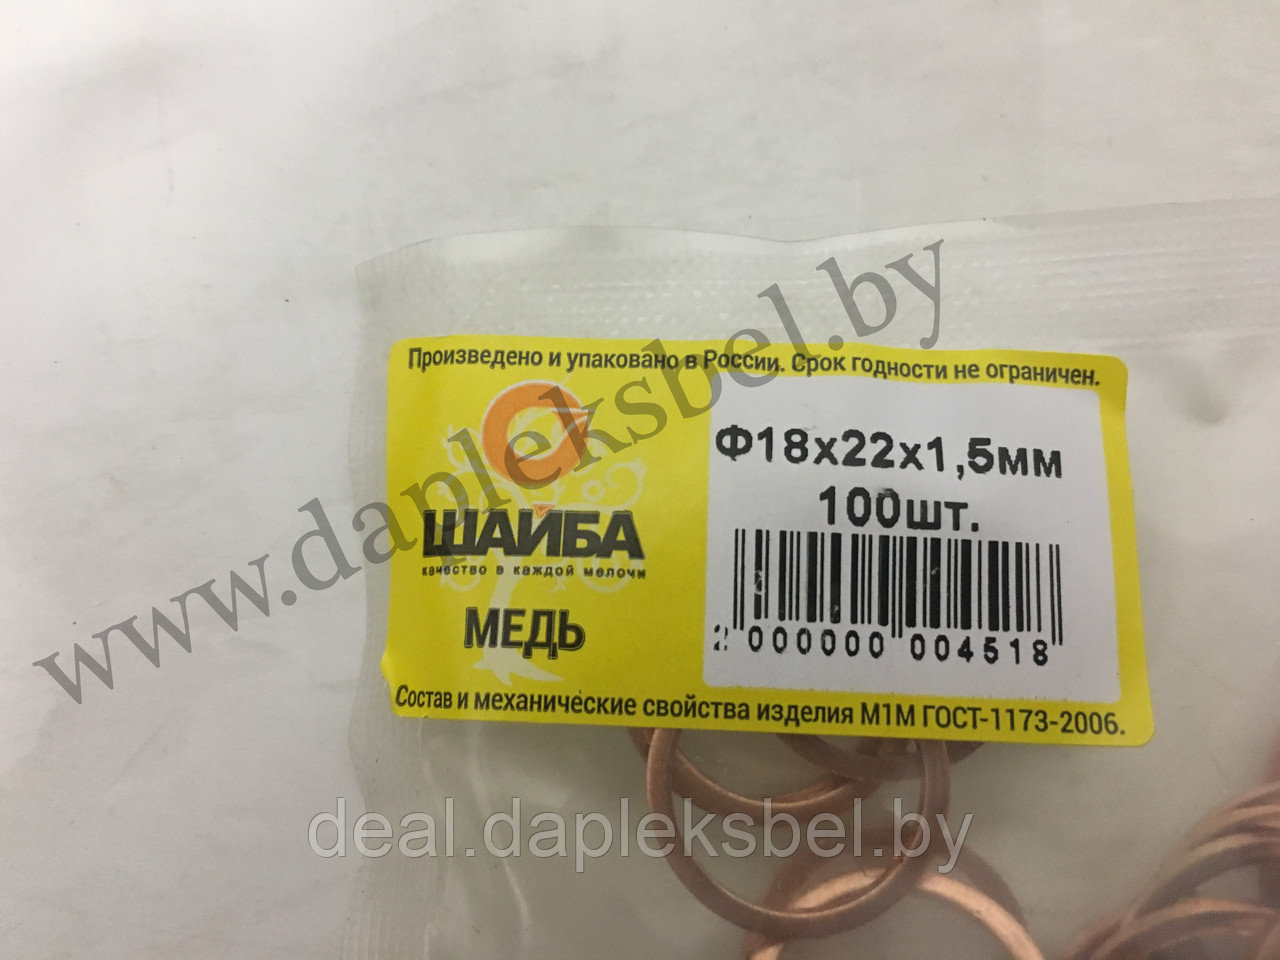 Произведено и упаковано в России. Срок годности не ограничен.
ШАЙБА
качество в каждой мелочи
МЕДЬ
Ф18х22х1,5мм
100шт.
2 000000 004518
Состав и механические свойства изделия М1М ГОСТ-1173-2006.
www.dapleksbel.by
deal.dapleksbel.by